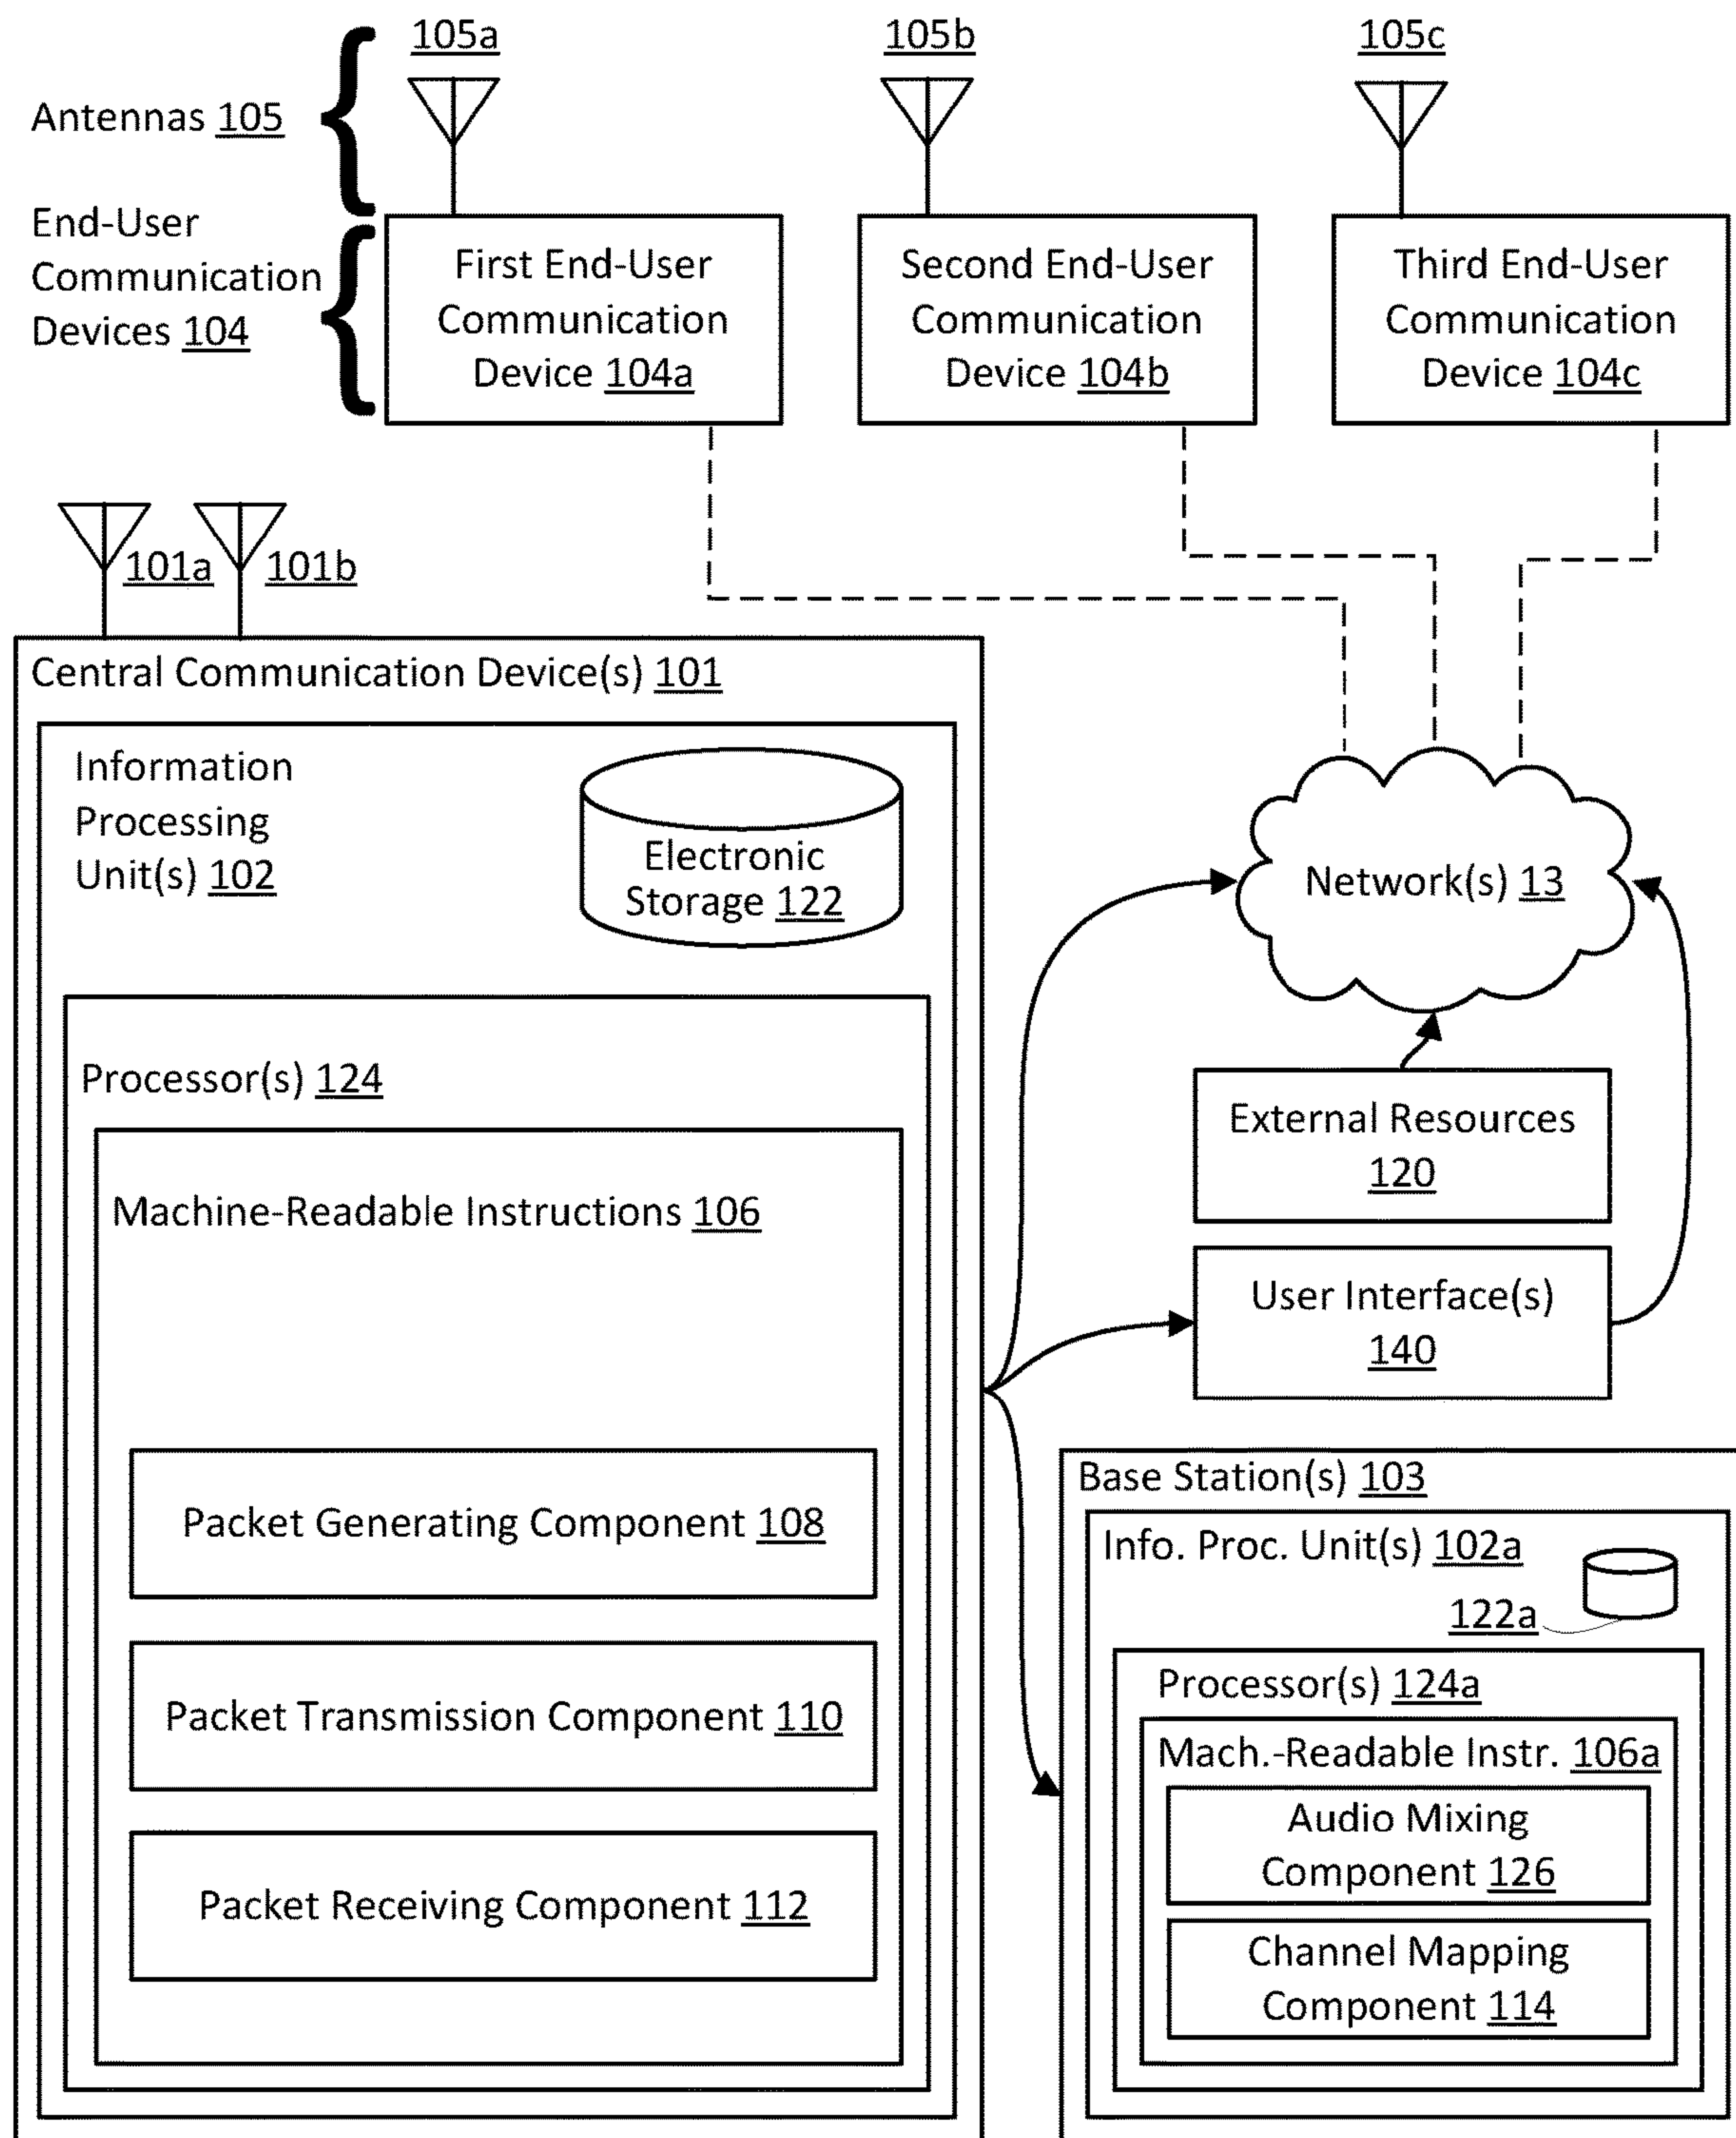 105a
105b
105c
Antennas 105
End-User
Communication
Devices 104
First End-User
Communication
Device 104a
Second End-User
Communication
Device 104b
Third End-User
Communication
Device 104c
101a
101b
Central Communication Device(s) 101
Information
Processing
Unit(s) 102
Electronic
Storage 122
Processor(s) 124
Machine-Readable Instructions 106
Packet Generating Component 108
Packet Transmission Component 110
Packet Receiving Component 112
Network(s) 13
External Resources
120
User Interface(s)
140
Base Station(s) 103
Info. Proc. Unit(s) 102a
122a
Processor(s) 124a
Mach.-Readable Instr. 106a
Audio Mixing
Component 126
Channel Mapping
Component 114